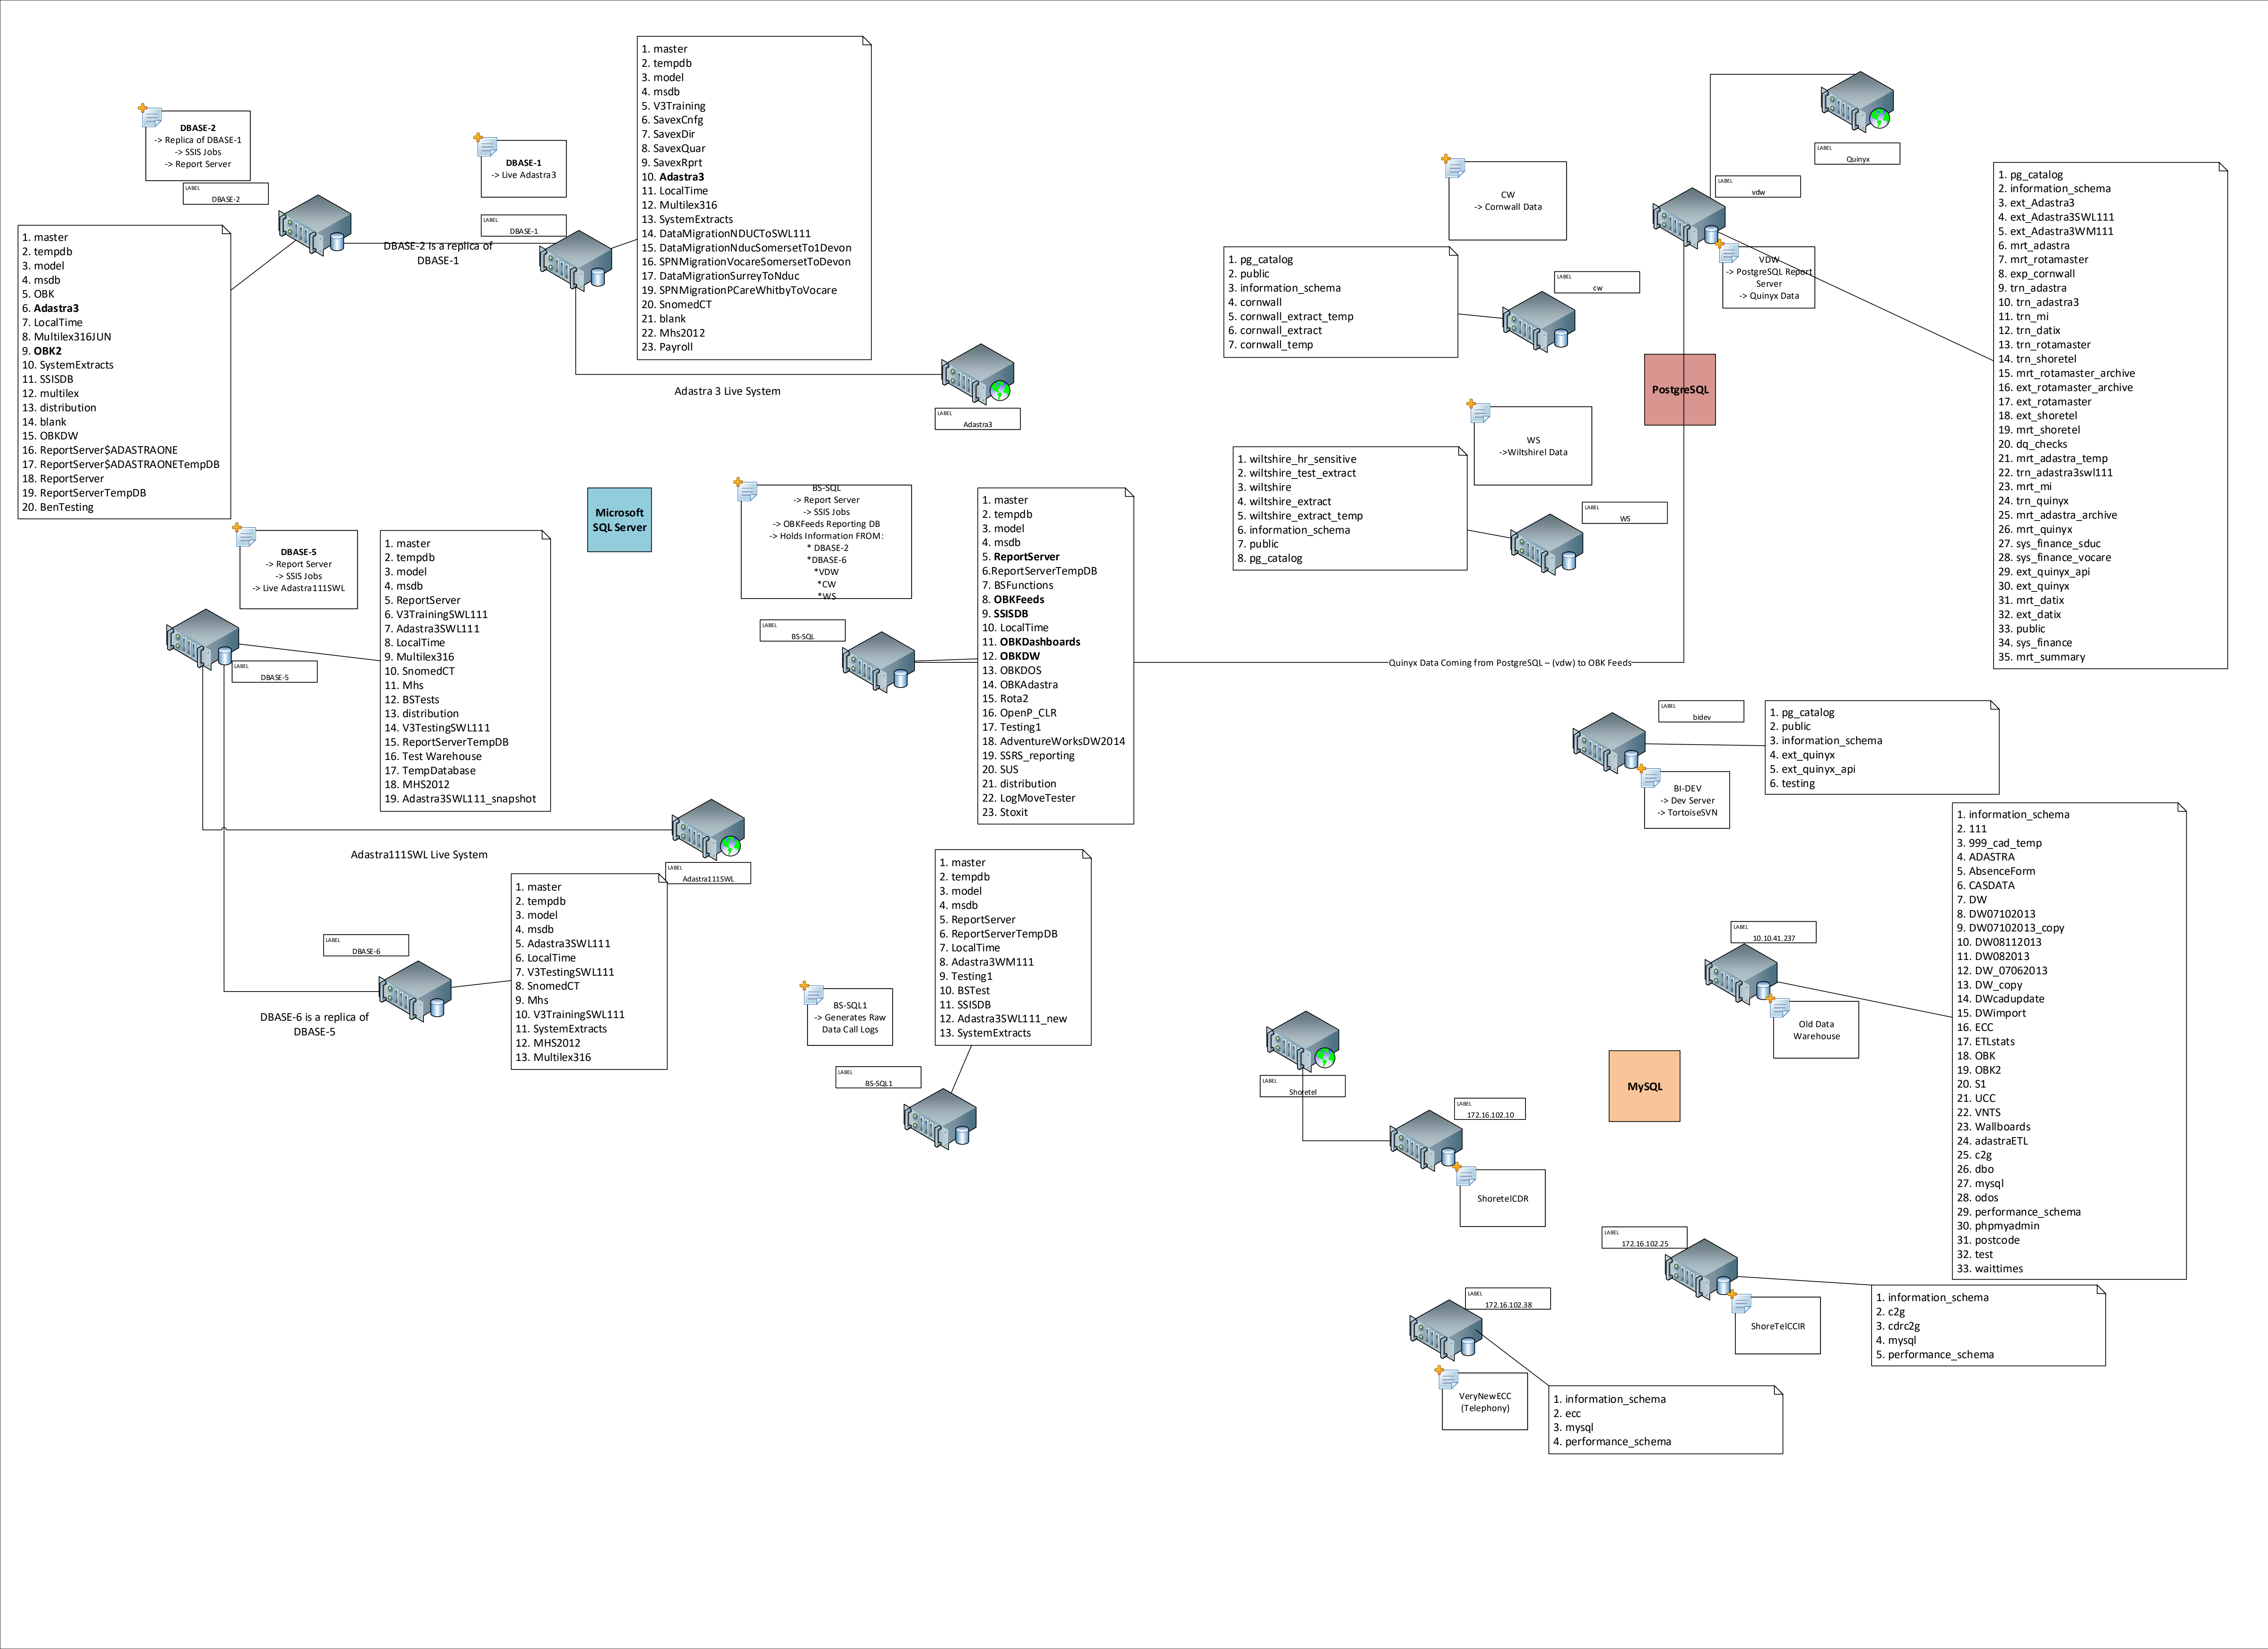 DBASE-2
-> Replica of DBASE-1
-> SSIS Jobs
-> Report Server
LABEL
DBASE-2
1. master
2. tempdb
3. model
4. msdb
5. OBK
6. Adastra3
7. LocalTime
8. Multilex316JUN
9. OBK2
10. SystemExtracts
11. SSISDB
12. multilex
13. distribution
14. blank
15. OBKDW
16. ReportServer$ADASTRAONE
17. ReportServer$ADASTRAONETempDB
18. ReportServer
19. ReportServerTempDB
20. BenTesting
DBASE-2 is a replica of
DBASE-1
DBASE-1
-> Live Adastra3
LABEL
DBASE-1
1. master
2. tempdb
3. model
4. msdb
5. V3Training
6. SavexCnfg
7. SavexDir
8. SavexQuar
9. SavexRprt
10. Adastra3
11. LocalTime
12. Multilex316
13. SystemExtracts
14. DataMigrationNDUCToSWL111
15. DataMigrationNducSomersetTo1Devon
16. SPNMigrationVocareSomersetToDevon
17. DataMigrationSurreyToNduc
19. SPNMigrationPCareWhitbyToVocare
20. SnomedCT
21. blank
22. Mhs2012
23. Payroll
Adastra 3 Live System
LABEL
Adastra3
Microsoft
SQL Server
DBASE-5
-> Report Server
-> SSIS Jobs
-> Live Adastra111SWL
LABEL
DBASE-5
1. master
2. tempdb
3. model
4. msdb
5. ReportServer
6. V3TrainingSWL111
7. Adastra3SWL111
8. LocalTime
9. Multilex316
10. SnomedCT
11. Mhs
12. BSTests
13. distribution
14. V3TestingSWL111
15. ReportServerTempDB
16. Test Warehouse
17. TempDatabase
18. MHS2012
19. Adastra3SWL111_snapshot
Adastra111SWL Live System
LABEL
Adastra111SWL
LABEL
DBASE-6
DBASE-6 is a replica of
DBASE-5
1. master
2. tempdb
3. model
4. msdb
5. Adastra3SWL111
6. LocalTime
7. V3TestingSWL111
8. SnomedCT
9. Mhs
10. V3TrainingSWL111
11. SystemExtracts
12. MHS2012
13. Multilex316
BS-SQL
-> Report Server
-> SSIS Jobs
-> OBKFeeds Reporting DB
-> Holds Information FROM:
* DBASE-2
*DBASE-6
*VDW
*CW
*WS
LABEL
BS-SQL
1. master
2. tempdb
3. model
4. msdb
5. ReportServer
6.ReportServerTempDB
7. BSFunctions
8. OBKFeeds
9. SSISDB
10. LocalTime
11. OBKDashboards
12. OBKDW
13. OBKDOS
14. OBKAdastra
15. Rota2
16. OpenP_CLR
17. Testing1
18. AdventureWorksDW2014
19. SSRS_reporting
20. SUS
21. distribution
22. LogMoveTester
23. Stoxit
BS-SQL1
-> Generates Raw
Data Call Logs
LABEL
BS-SQL1
1. master
2. tempdb
3. model
4. msdb
5. ReportServer
6. ReportServerTempDB
7. LocalTime
8. Adastra3WM111
9. Testing1
10. BSTest
11. SSISDB
12. Adastra3SWL111_new
13. SystemExtracts
Quinyx Data Coming from PostgreSQL – (vdw) to OBK Feeds
CW
-> Cornwall Data
LABEL
cw
1. pg_catalog
2. public
3. information_schema
4. cornwall
5. cornwall_extract_temp
6. cornwall_extract
7. cornwall_temp
WS
->Wiltshirel Data
LABEL
WS
1. wiltshire_hr_sensitive
2. wiltshire_test_extract
3. wiltshire
4. wiltshire_extract
5. wiltshire_extract_temp
6. information_schema
7. public
8. pg_catalog
PostgreSQL
LABEL
Quinyx
LABEL
vdw
VDW
-> PostgreSQL Report
Server
-> Quinyx Data
1. pg_catalog
2. information_schema
3. ext_Adastra3
4. ext_Adastra3SWL111
5. ext_Adastra3WM111
6. mrt_adastra
7. mrt_rotamaster
8. exp_cornwall
9. trn_adastra
10. trn_adastra3
11. trn_mi
12. trn_datix
13. trn_rotamaster
14. trn_shoretel
15. mrt_rotamaster_archive
16. ext_rotamaster_archive
17. ext_rotamaster
18. ext_shoretel
19. mrt_shoretel
20. dq_checks
21. mrt_adastra_temp
22. trn_adastra3swl111
23. mrt_mi
24. trn_quinyx
25. mrt_adastra_archive
26. mrt_quinyx
27. sys_finance_sduc
28. sys_finance_vocare
29. ext_quinyx_api
30. ext_quinyx
31. mrt_datix
32. ext_datix
33. public
34. sys_finance
35. mrt_summary
LABEL
bidev
BI-DEV
-> Dev Server
-> TortoiseSVN
1. pg_catalog
2. public
3. information_schema
4. ext_quinyx
5. ext_quinyx_api
6. testing
LABEL
10.10.41.237
Old Data
Warehouse
1. information_schema
2. 111
3. 999_cad_temp
4. ADASTRA
5. AbsenceForm
6. CASDATA
7. DW
8. DW07102013
9. DW07102013_copy
10. DW08112013
11. DW082013
12. DW_07062013
13. DW_copy
14. DWcadupdate
15. DWimport
16. ECC
17. ETLstats
18. OBK
19. OBK2
20. S1
21. UCC
22. VNTS
23. Wallboards
24. adastraETL
25. c2g
26. dbo
27. mysql
28. odos
29. performance_schema
30. phpmyadmin
31. postcode
32. test
33. waittimes
MySQL
LABEL
Shoretel
LABEL
172.16.102.10
ShoretelCDR
LABEL
172.16.102.25
ShoreTelCCIR
1. information_schema
2. c2g
3. cdrc2g
4. mysql
5. performance_schema
LABEL
172.16.102.38
VeryNewECC
(Telephony)
1. information_schema
2. ecc
3. mysql
4. performance_schema